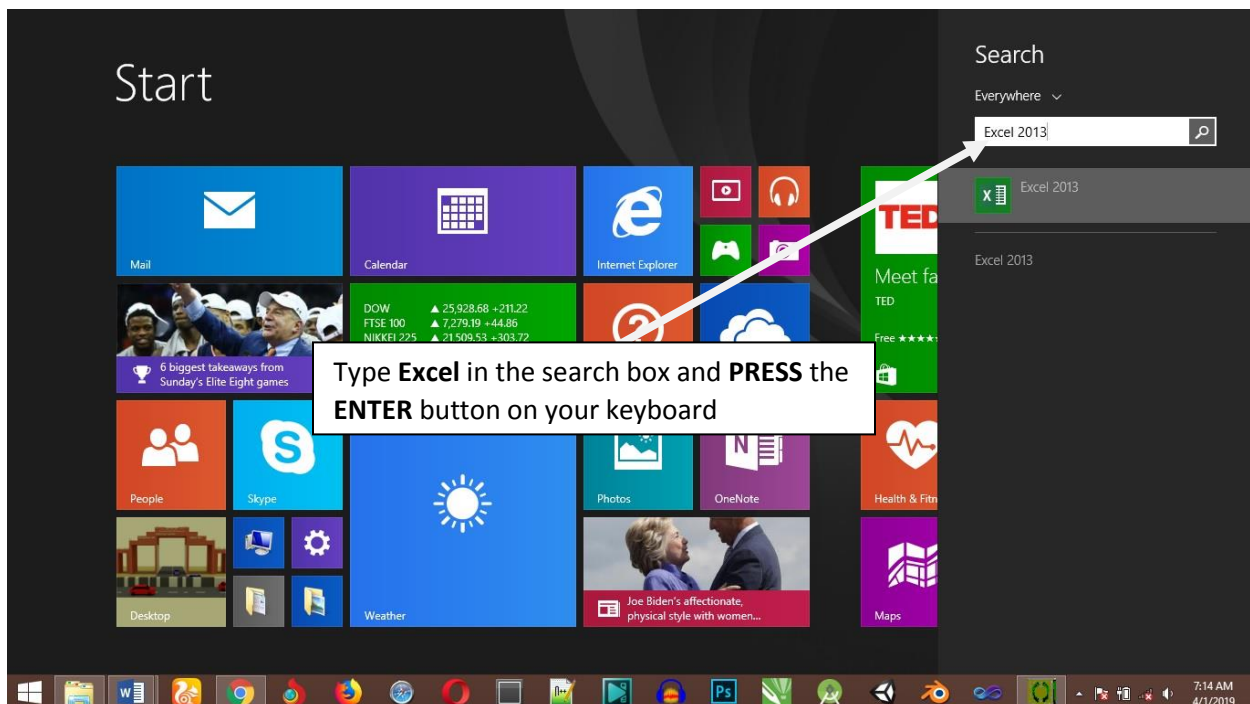 Start
Search
Everywhere
Excel 2013
Excel 2013
Excel 2013
Mail
Calendar
Internet Explorer
TED
Meet fa
TED
Free ★★★★
DOW ▲ 25,928.68 +211.22
FTSE 100 ▲ 7,279.19 +44.86
NIKKEI 225 ▲ 21,509.53 +303.72
6 biggest takeaways from
Sunday's Elite Eight games
Type Excel in the search box and PRESS the
ENTER button on your keyboard
People
Skype
Weather
Photos
OneNote
Health & Fitn
Desktop
Joe Biden's affectionate,
physical style with women...
Maps
7:14 AM
4/1/2019